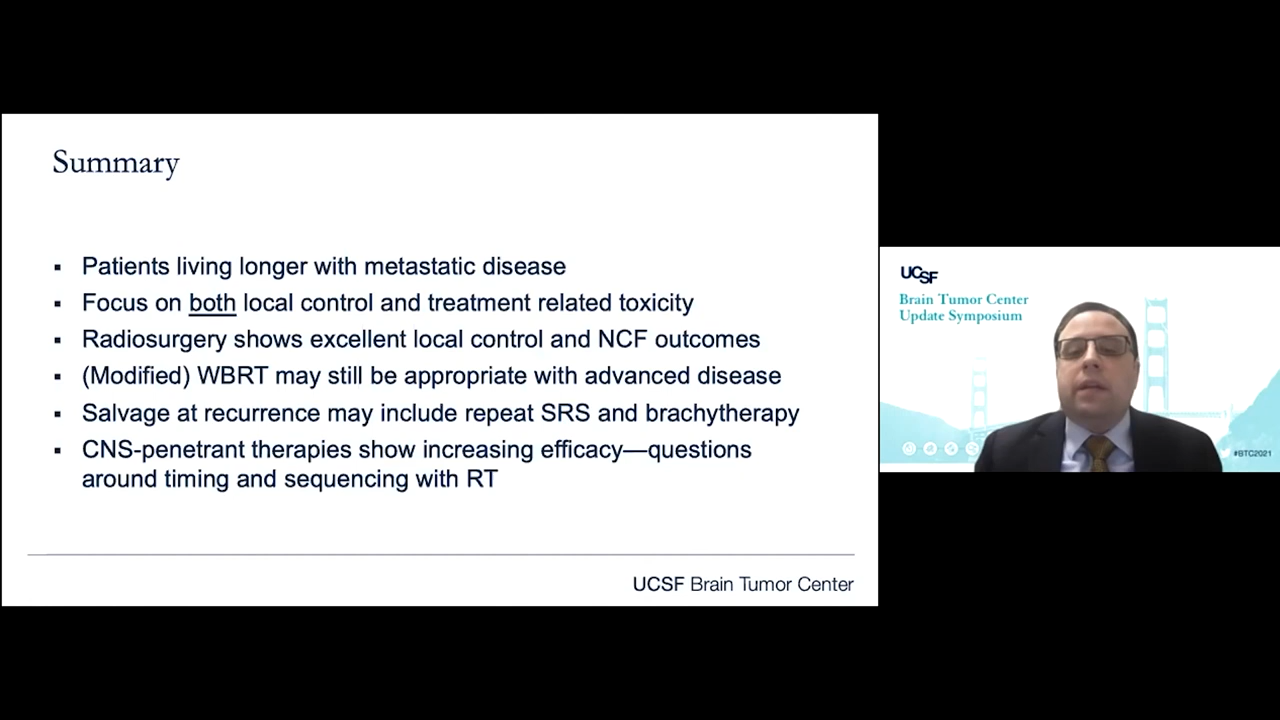 Summary
▪ Patients living longer with metastatic disease
▪ Focus on both local control and treatment related toxicity
▪ Radiosurgery shows excellent local control and NCF outcomes
▪ (Modified) WBRT may still be appropriate with advanced disease
▪ Salvage at recurrence may include repeat SRS and brachytherapy
▪ CNS-penetrant therapies show increasing efficacy—questions
around timing and sequencing with RT
UCSF Brain Tumor Center
UCSF
Brain Tumor Center
Update Symposium
#BTC2021